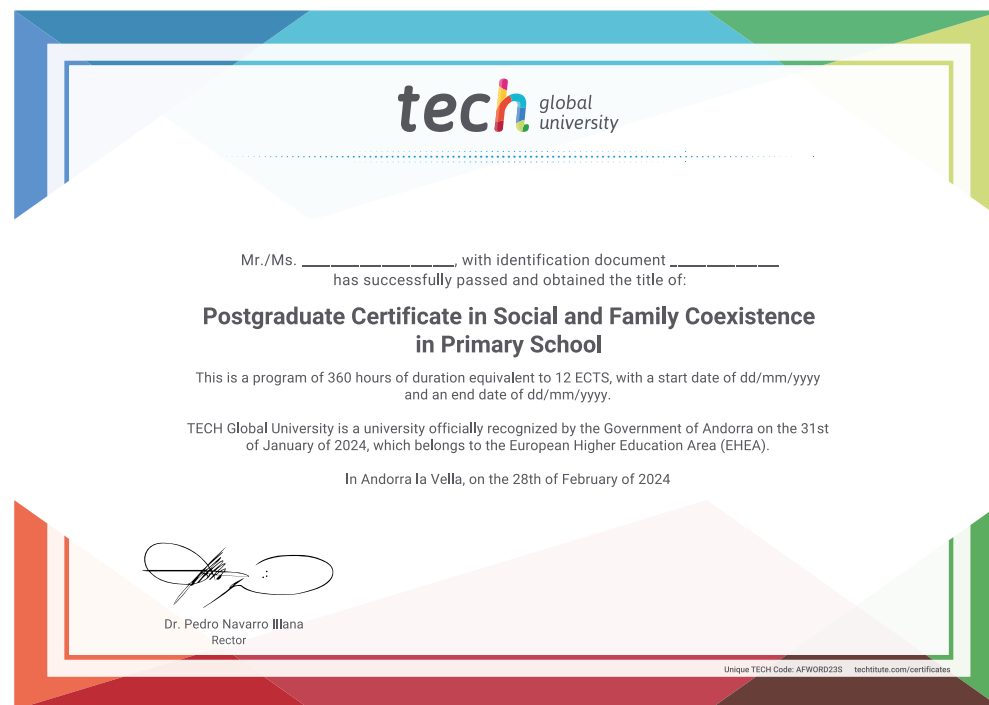 tech global university
Mr./Ms. ____________________, with identification document ____________
has successfully passed and obtained the title of:
Postgraduate Certificate in Social and Family Coexistence
in Primary School
This is a program of 360 hours of duration equivalent to 12 ECTS, with a start date of dd/mm/yyyy
and an end date of dd/mm/yyyy.
TECH Global University is a university officially recognized by the Government of Andorra on the 31st
of January of 2024, which belongs to the European Higher Education Area (EHEA).
In Andorra la Vella, on the 28th of February of 2024
Dr. Pedro Navarro Illana
Rector
Unique TECH Code: AFWORD23S techtitute.com/certificates